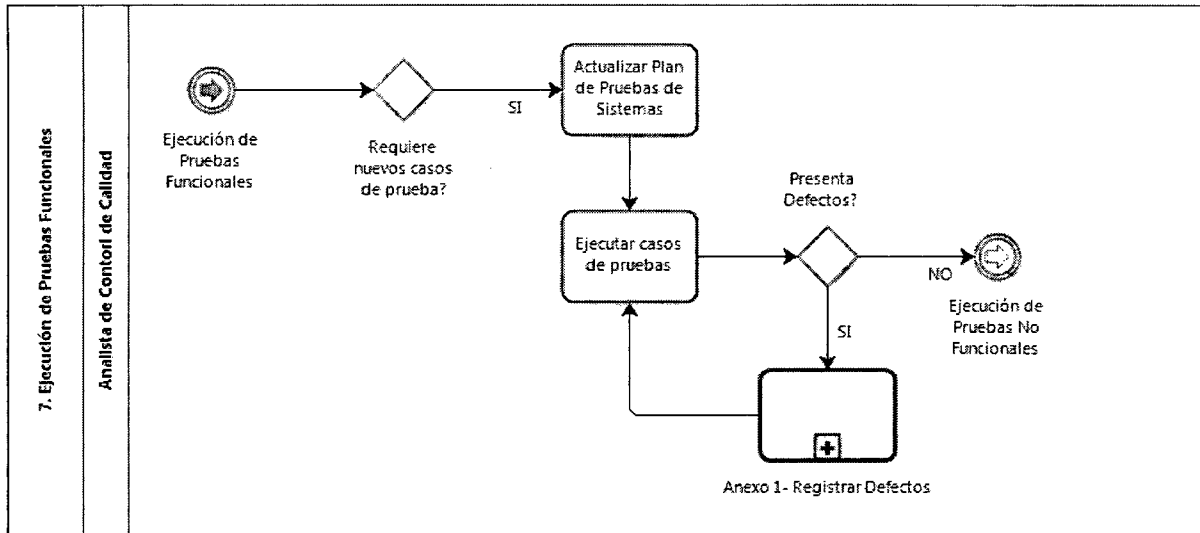 7. Ejecución de Pruebas Funcionales
Analista de Contorl de Calidad
Ejecución de
Pruebas
Funcionales
Requiere
nuevos casos
de prueba?
SI
Actualizar Plan
de Pruebas de
Sistemas
Ejecutar casos
de pruebas
Presenta
Defectos?
NO
Ejecución de
Pruebas No
Funcionales
SI
Anexo 1- Registrar Defectos